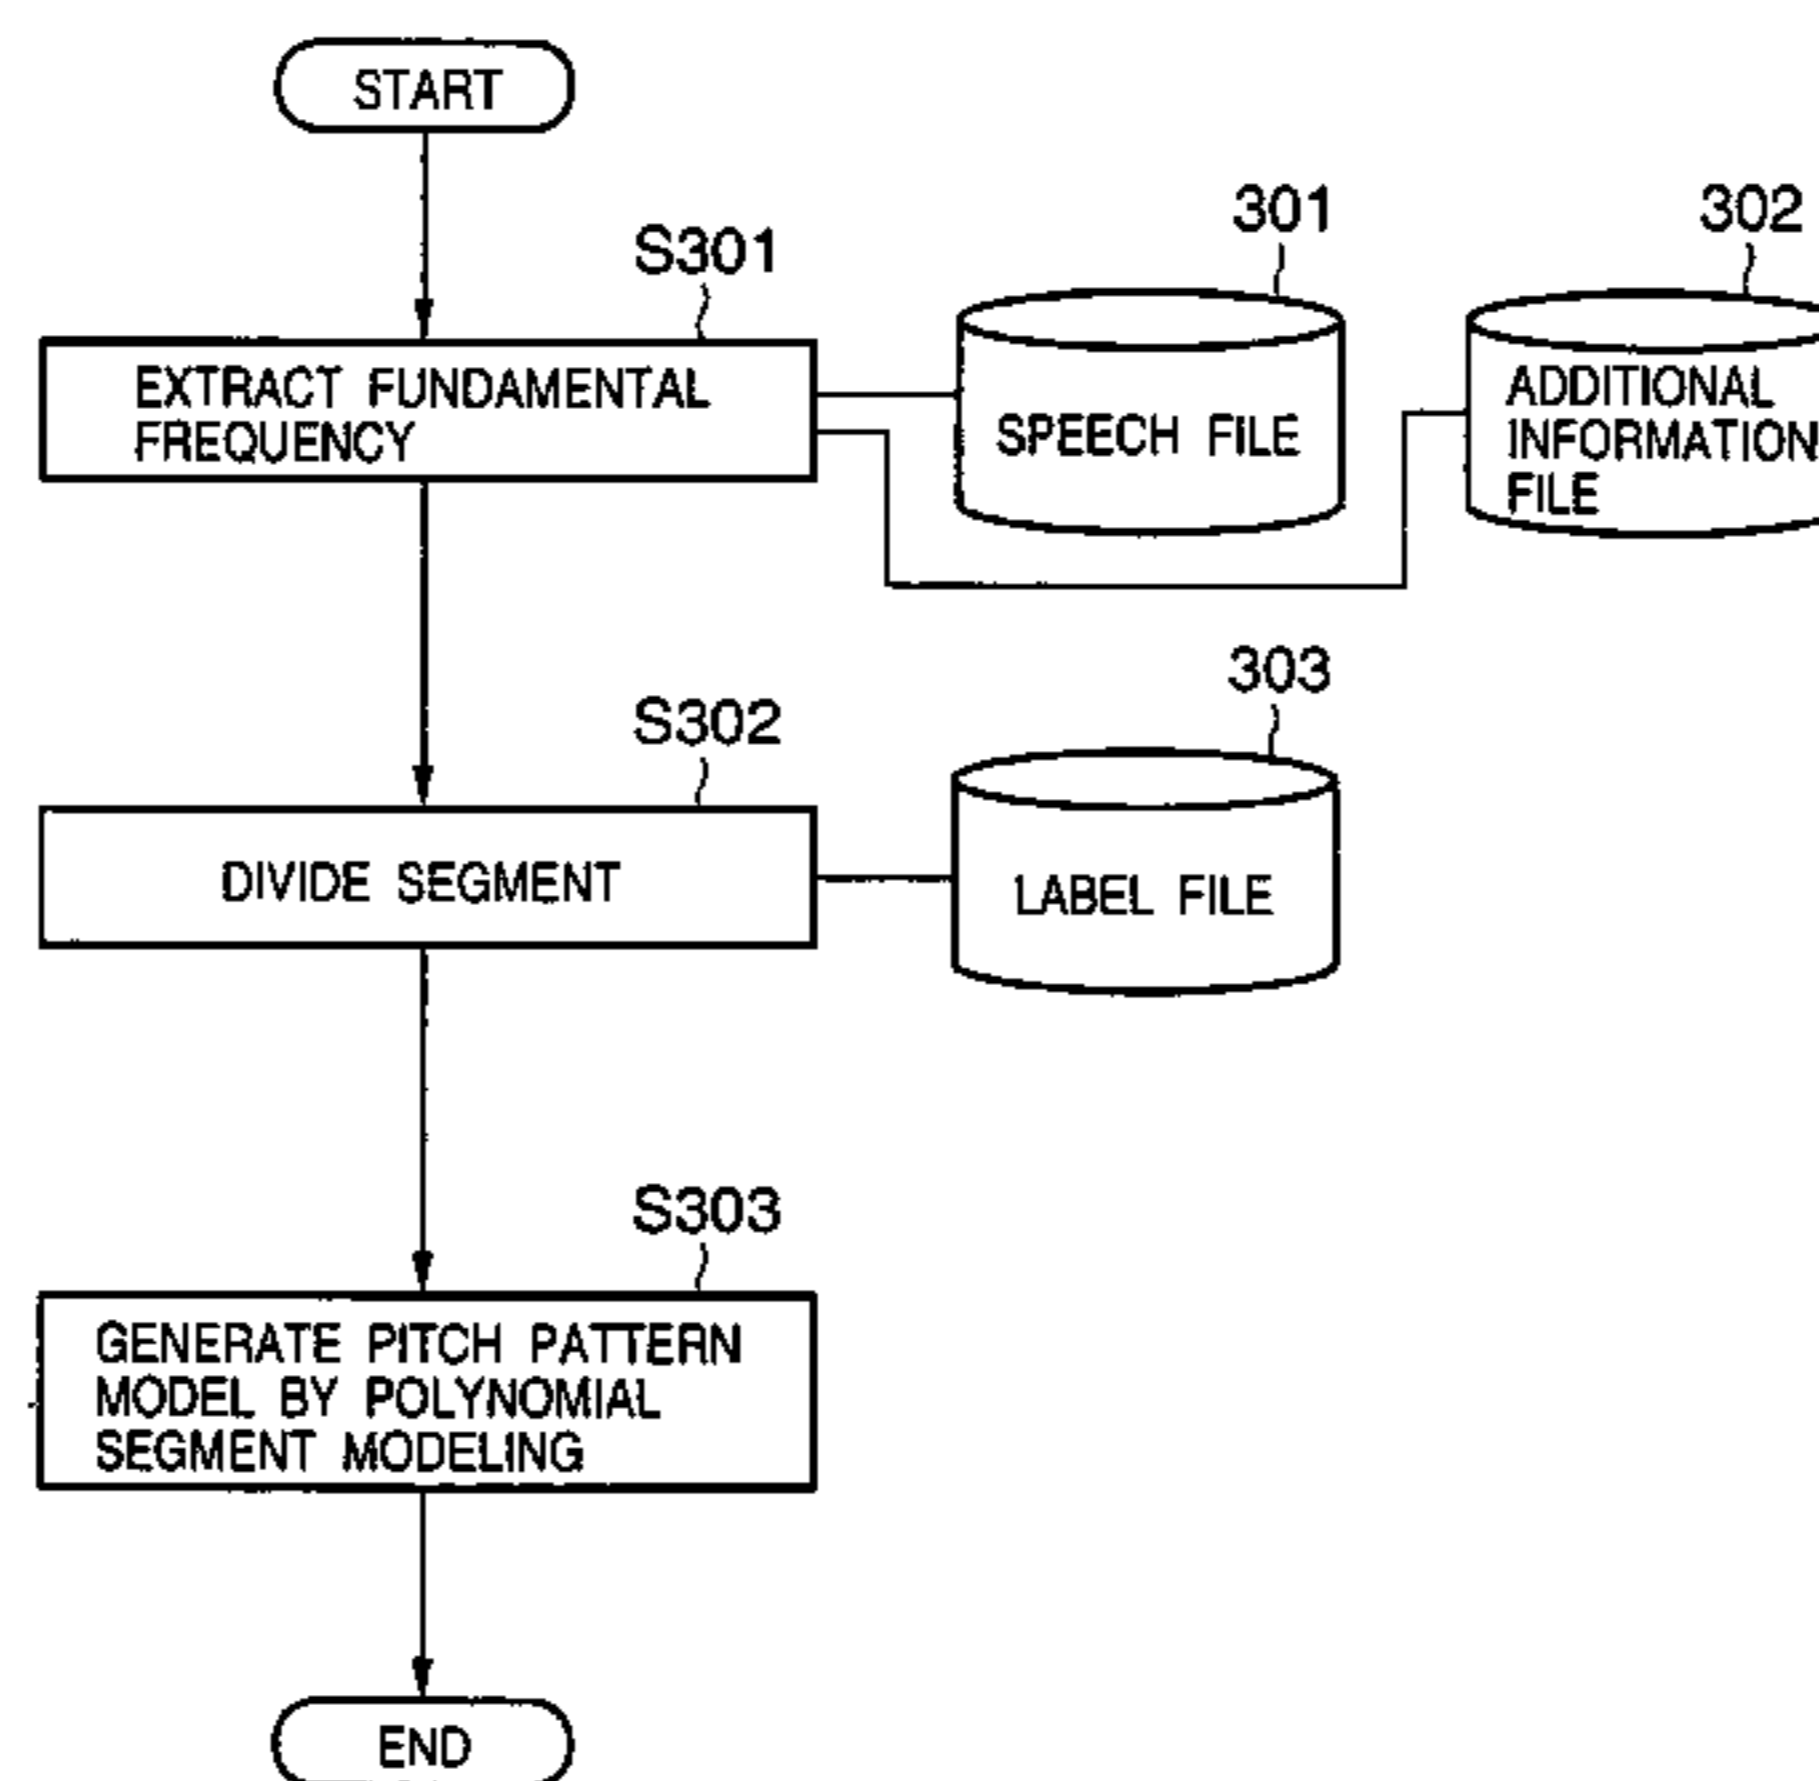 START
301
302
S301
EXTRACT FUNDAMENTAL
FREQUENCY
SPEECH FILE
ADDITIONAL
INFORMATION
FILE
303
S302
DIVIDE SEGMENT
LABEL FILE
S303
GENERATE PITCH PATTERN
MODEL BY POLYNOMIAL
SEGMENT MODELING
END